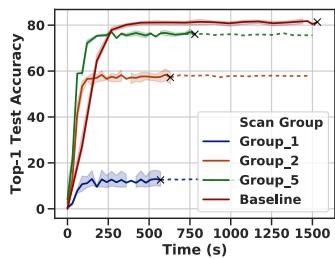 Top-1 Test Accuracy
80
60
40
20
0
Scan Group
Group_1
Group_2
Group_5
Baseline
0 250 500 750 1000 1250 1500
Time (s)